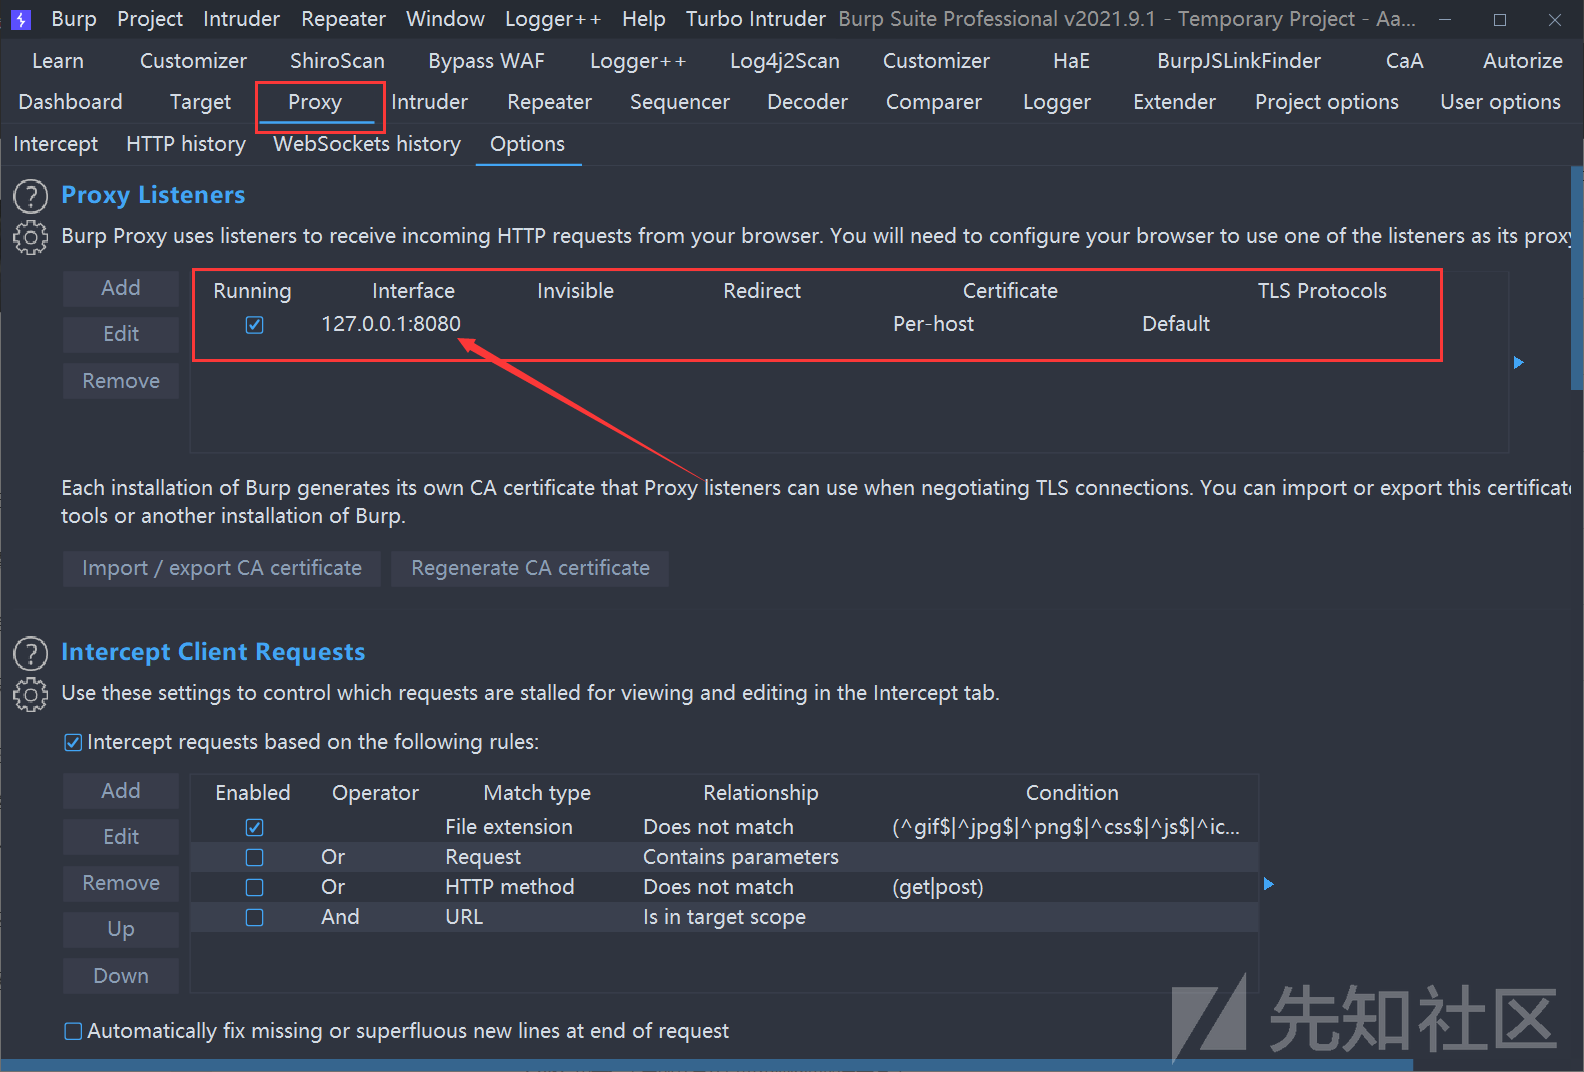 Burp Project Intruder Repeater Window Logger++ Help Turbo Intruder Burp Suite Professional v2021.9.1 - Temporary Project - Aa...
Learn Customizer ShiroScan Bypass WAF Logger++ Log4j2Scan Customizer HaE BurpJSLinkFinder CaA Autorize
Dashboard Target Proxy Intruder Repeater Sequencer Decoder Comparer Logger Extender Project options User options
Intercept HTTP history WebSockets history Options
Proxy Listeners
Burp Proxy uses listeners to receive incoming HTTP requests from your browser. You will need to configure your browser to use one of the listeners as its proxy
Add
Running Interface Invisible Redirect Certificate TLS Protocols
127.0.0.1:8080 Per-host Default
Edit
Remove
Each installation of Burp generates its own CA certificate that Proxy listeners can use when negotiating TLS connections. You can import or export this certificate
tools or another installation of Burp.
Import / export CA certificate Regenerate CA certificate
Intercept Client Requests
Use these settings to control which requests are stalled for viewing and editing in the Intercept tab.
Intercept requests based on the following rules:
Add
Edit
Remove
Up
Down
Enabled Operator Match type Relationship Condition
File extension Does not match (^gif$|^jpg$|^png$|^css$|^js$|^ic...
Or Request Contains parameters
Or HTTP method Does not match (get|post)
And URL Is in target scope
Automatically fix missing or superfluous new lines at end of request
先知社区